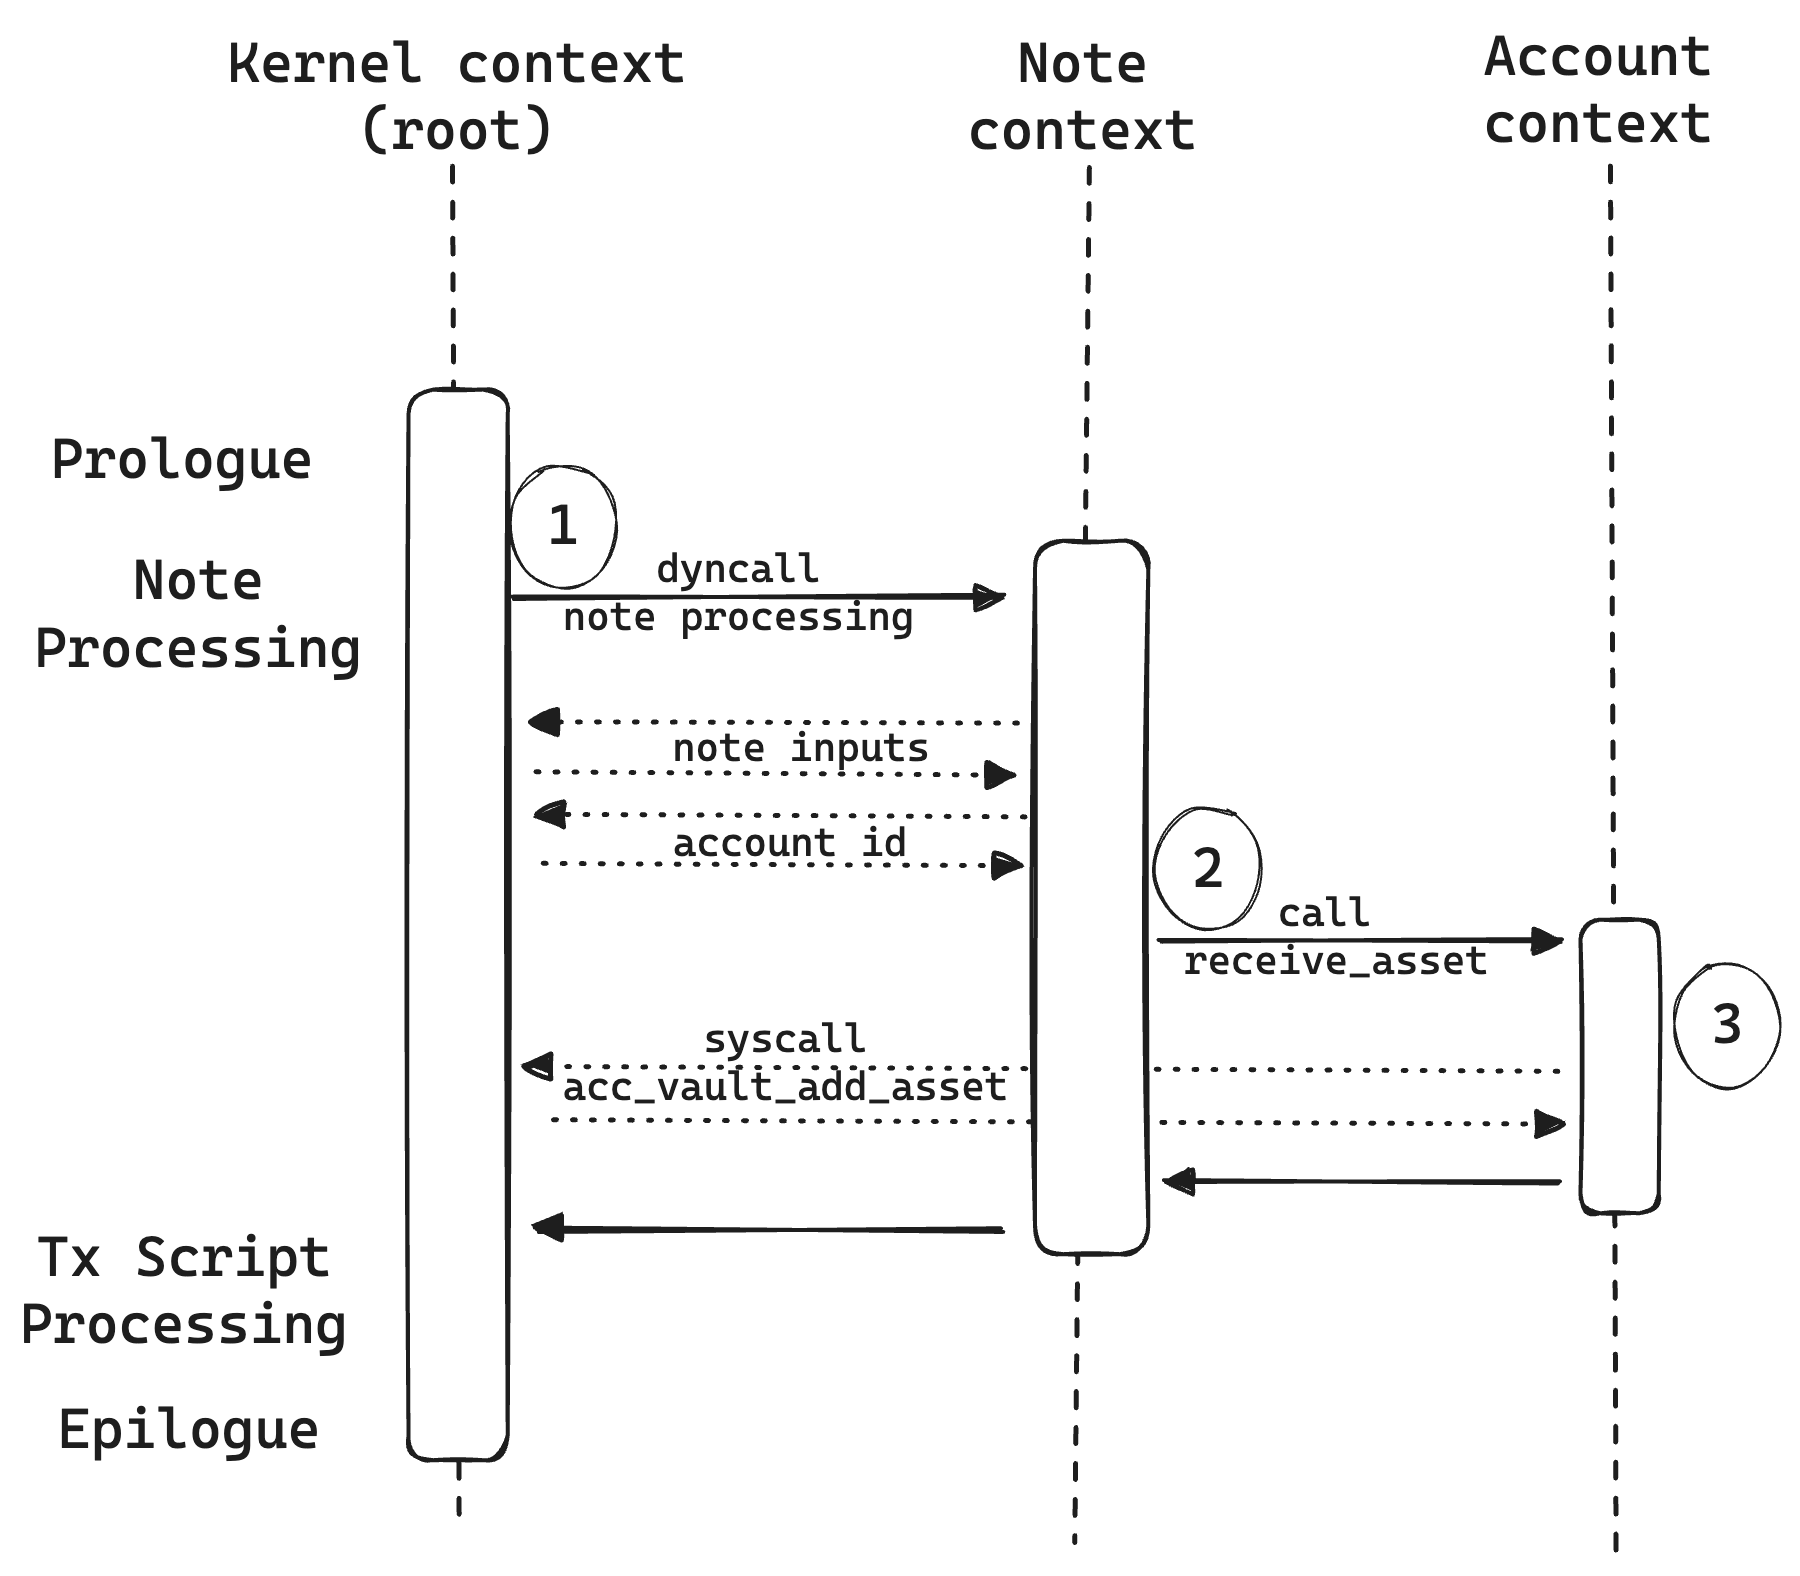 Kernel context
(root)
Note
context
Account
context
Prologue
1
Note
Processing
dyncall
note processing
note inputs
account id
2
call
receive_asset
3
syscall
acc_vault_add_asset
Tx Script
Processing
Epilogue